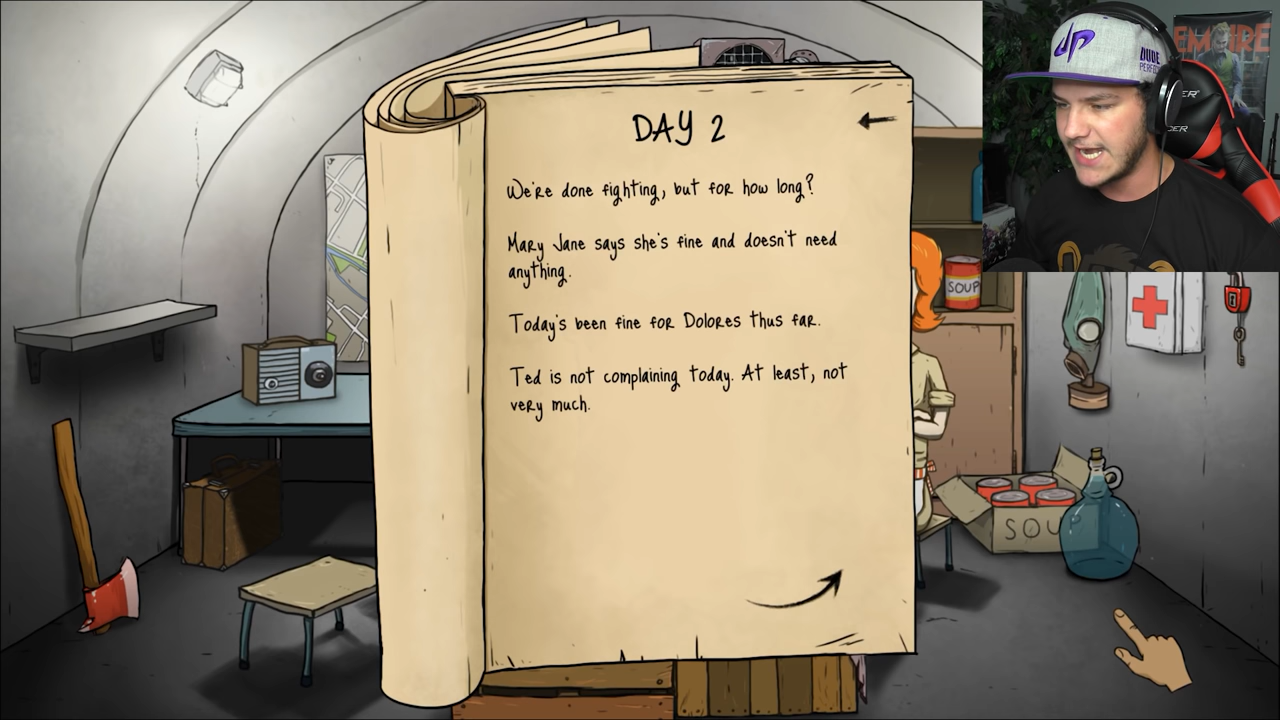 EMPIRE
dp
DUDE
PERFECT
DAY 2
We're done fighting, but for how long?
Mary Jane says she's fine and doesn't need
anything.
Today's been fine for Dolores thus far.
Ted is not complaining today. At least, not
very much.
SOUP
SOU